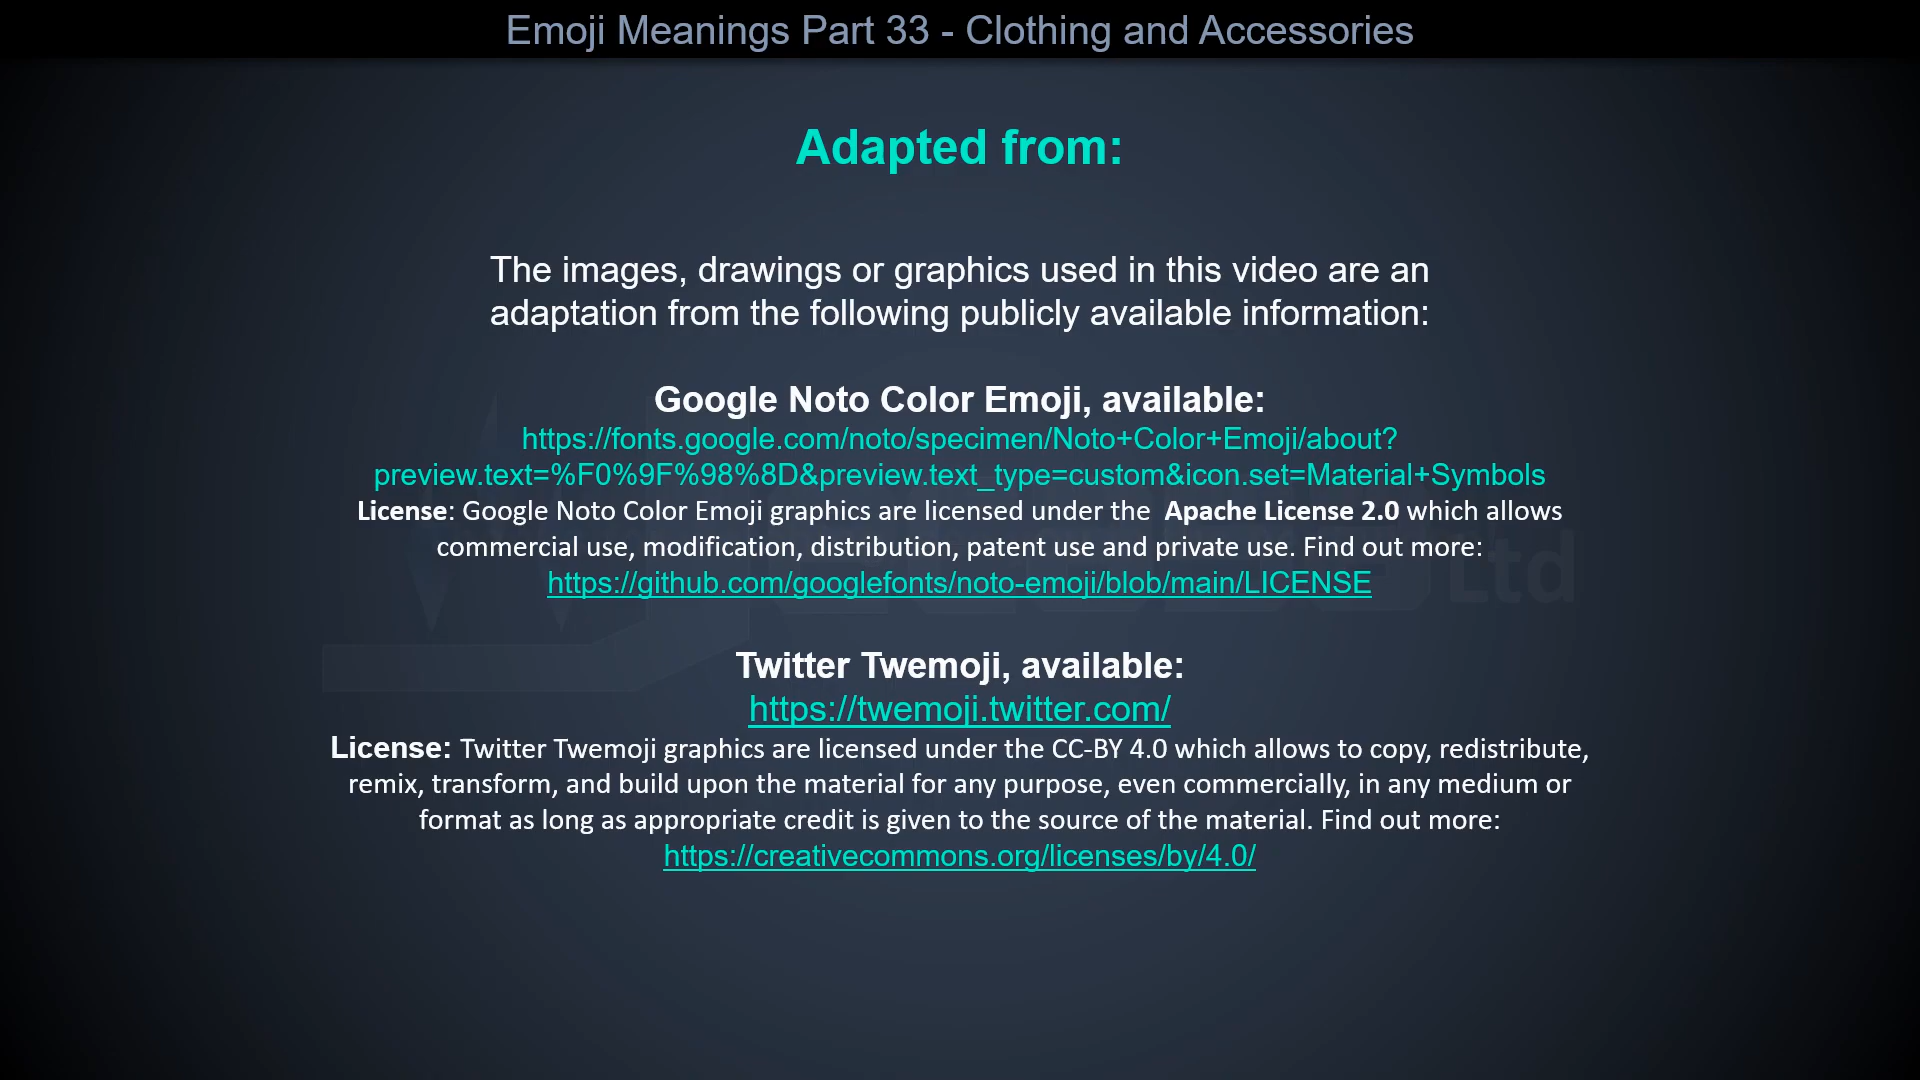 Emoji Meanings Part 33 - Clothing and Accessories
Adapted from:
The images, drawings or graphics used in this video are an
adaptation from the following publicly available information:
Google Noto Color Emoji, available:
https://fonts.google.com/noto/specimen/Noto+Color+Emoji/about?
preview.text=%F0%9F%98%8D&preview.text_type=custom&icon.set=Material+Symbols
License: Google Noto Color Emoji graphics are licensed under the Apache License 2.0 which allows
commercial use, modification, distribution, patent use and private use. Find out more:
https://github.com/googlefonts/noto-emoji/blob/main/LICENSE
Ltd
Twitter Twemoji, available:
https://twemoji.twitter.com/
License: Twitter Twemoji graphics are licensed under the CC-BY 4.0 which allows to copy, redistribute,
remix, transform, and build upon the material for any purpose, even commercially, in any medium or
format as long as appropriate credit is given to the source of the material. Find out more:
https://creativecommons.org/licenses/by/4.0/